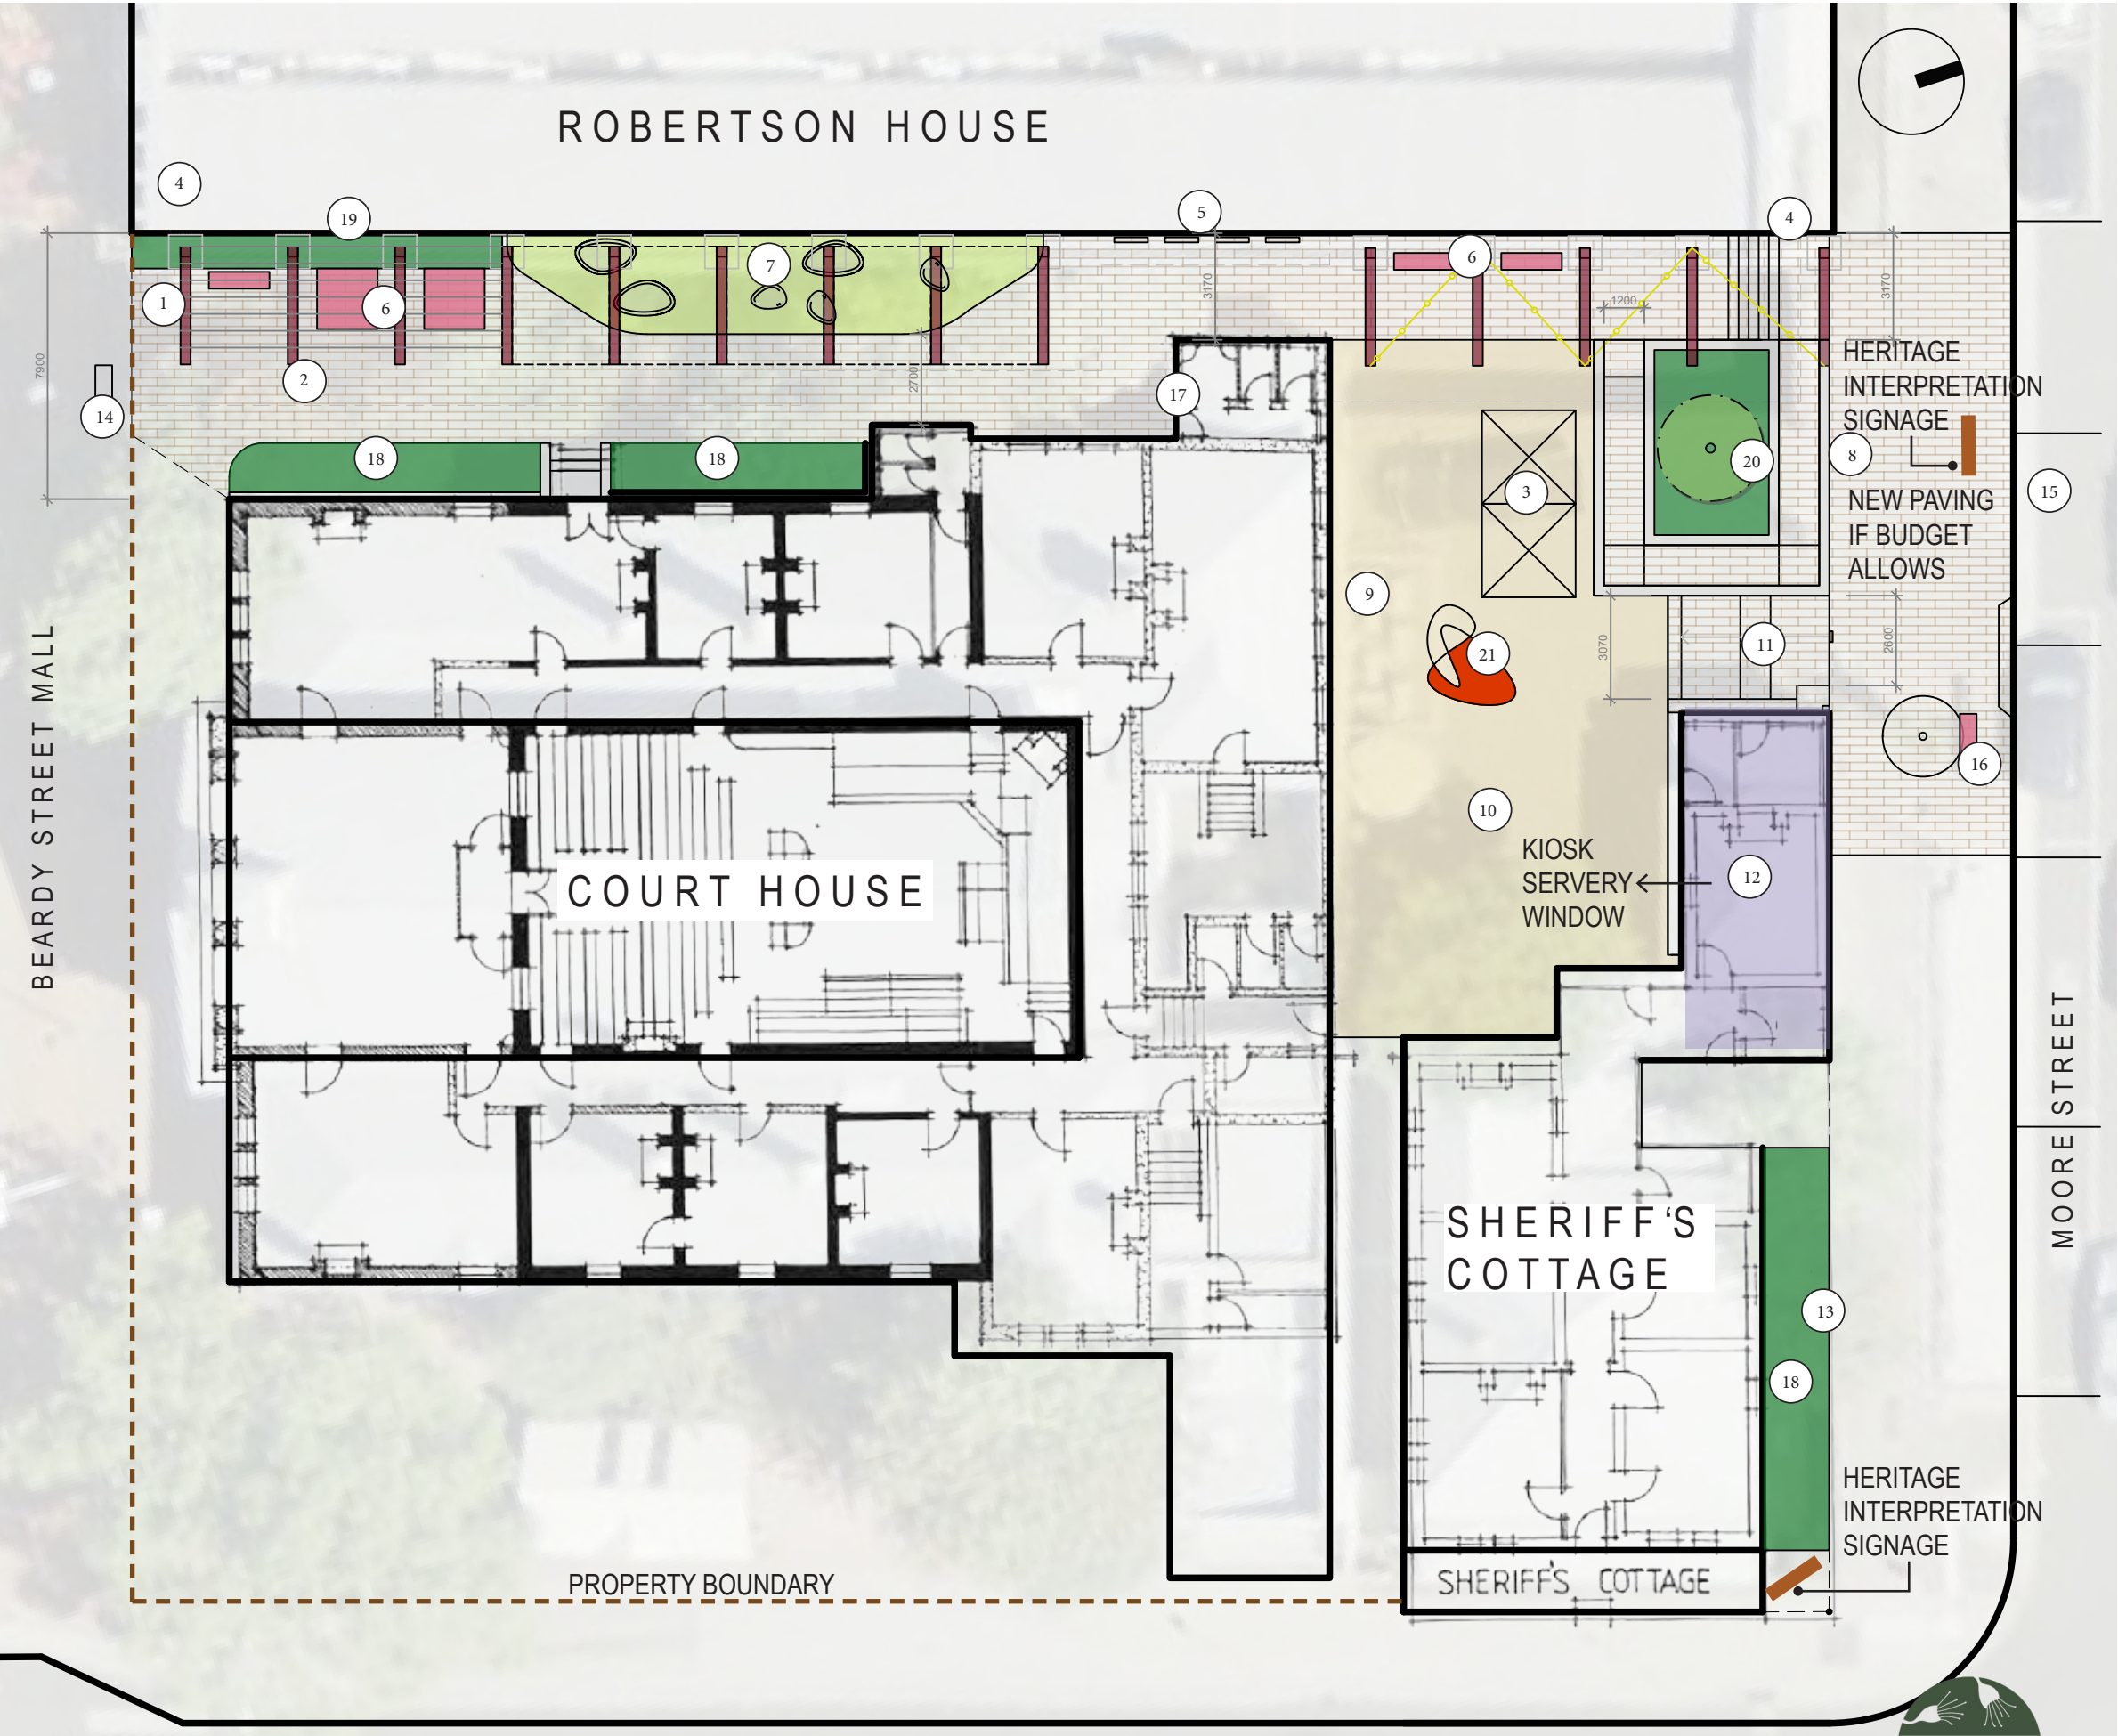 ROBERTSON HOUSE
4
19
5
4
7
6
1
6
3170
1200
3170
7900
2
2700
14
17
HERITAGE
INTERPRETATION
SIGNAGE
18
18
3
20
8
15
NEW PAVING
IF BUDGET
ALLOWS
9
21
11
3070
2600
16
10
KIOSK
SERVERY
WINDOW
12
COURT HOUSE
BEARDY STREET MALL
MOORE STREET
SHERIFF'S
COTTAGE
13
18
HERITAGE
INTERPRETATION
SIGNAGE
PROPERTY BOUNDARY
SHERIFF'S COTTAGE